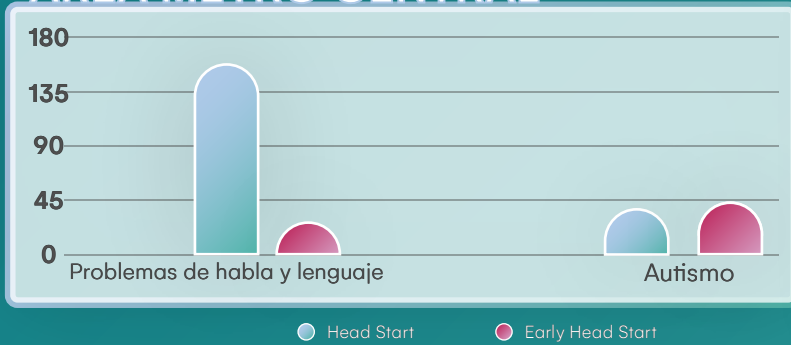 180
135
90
45
0
Problemas de habla y lenguaje
Autismo
Head Start
Early Head Start